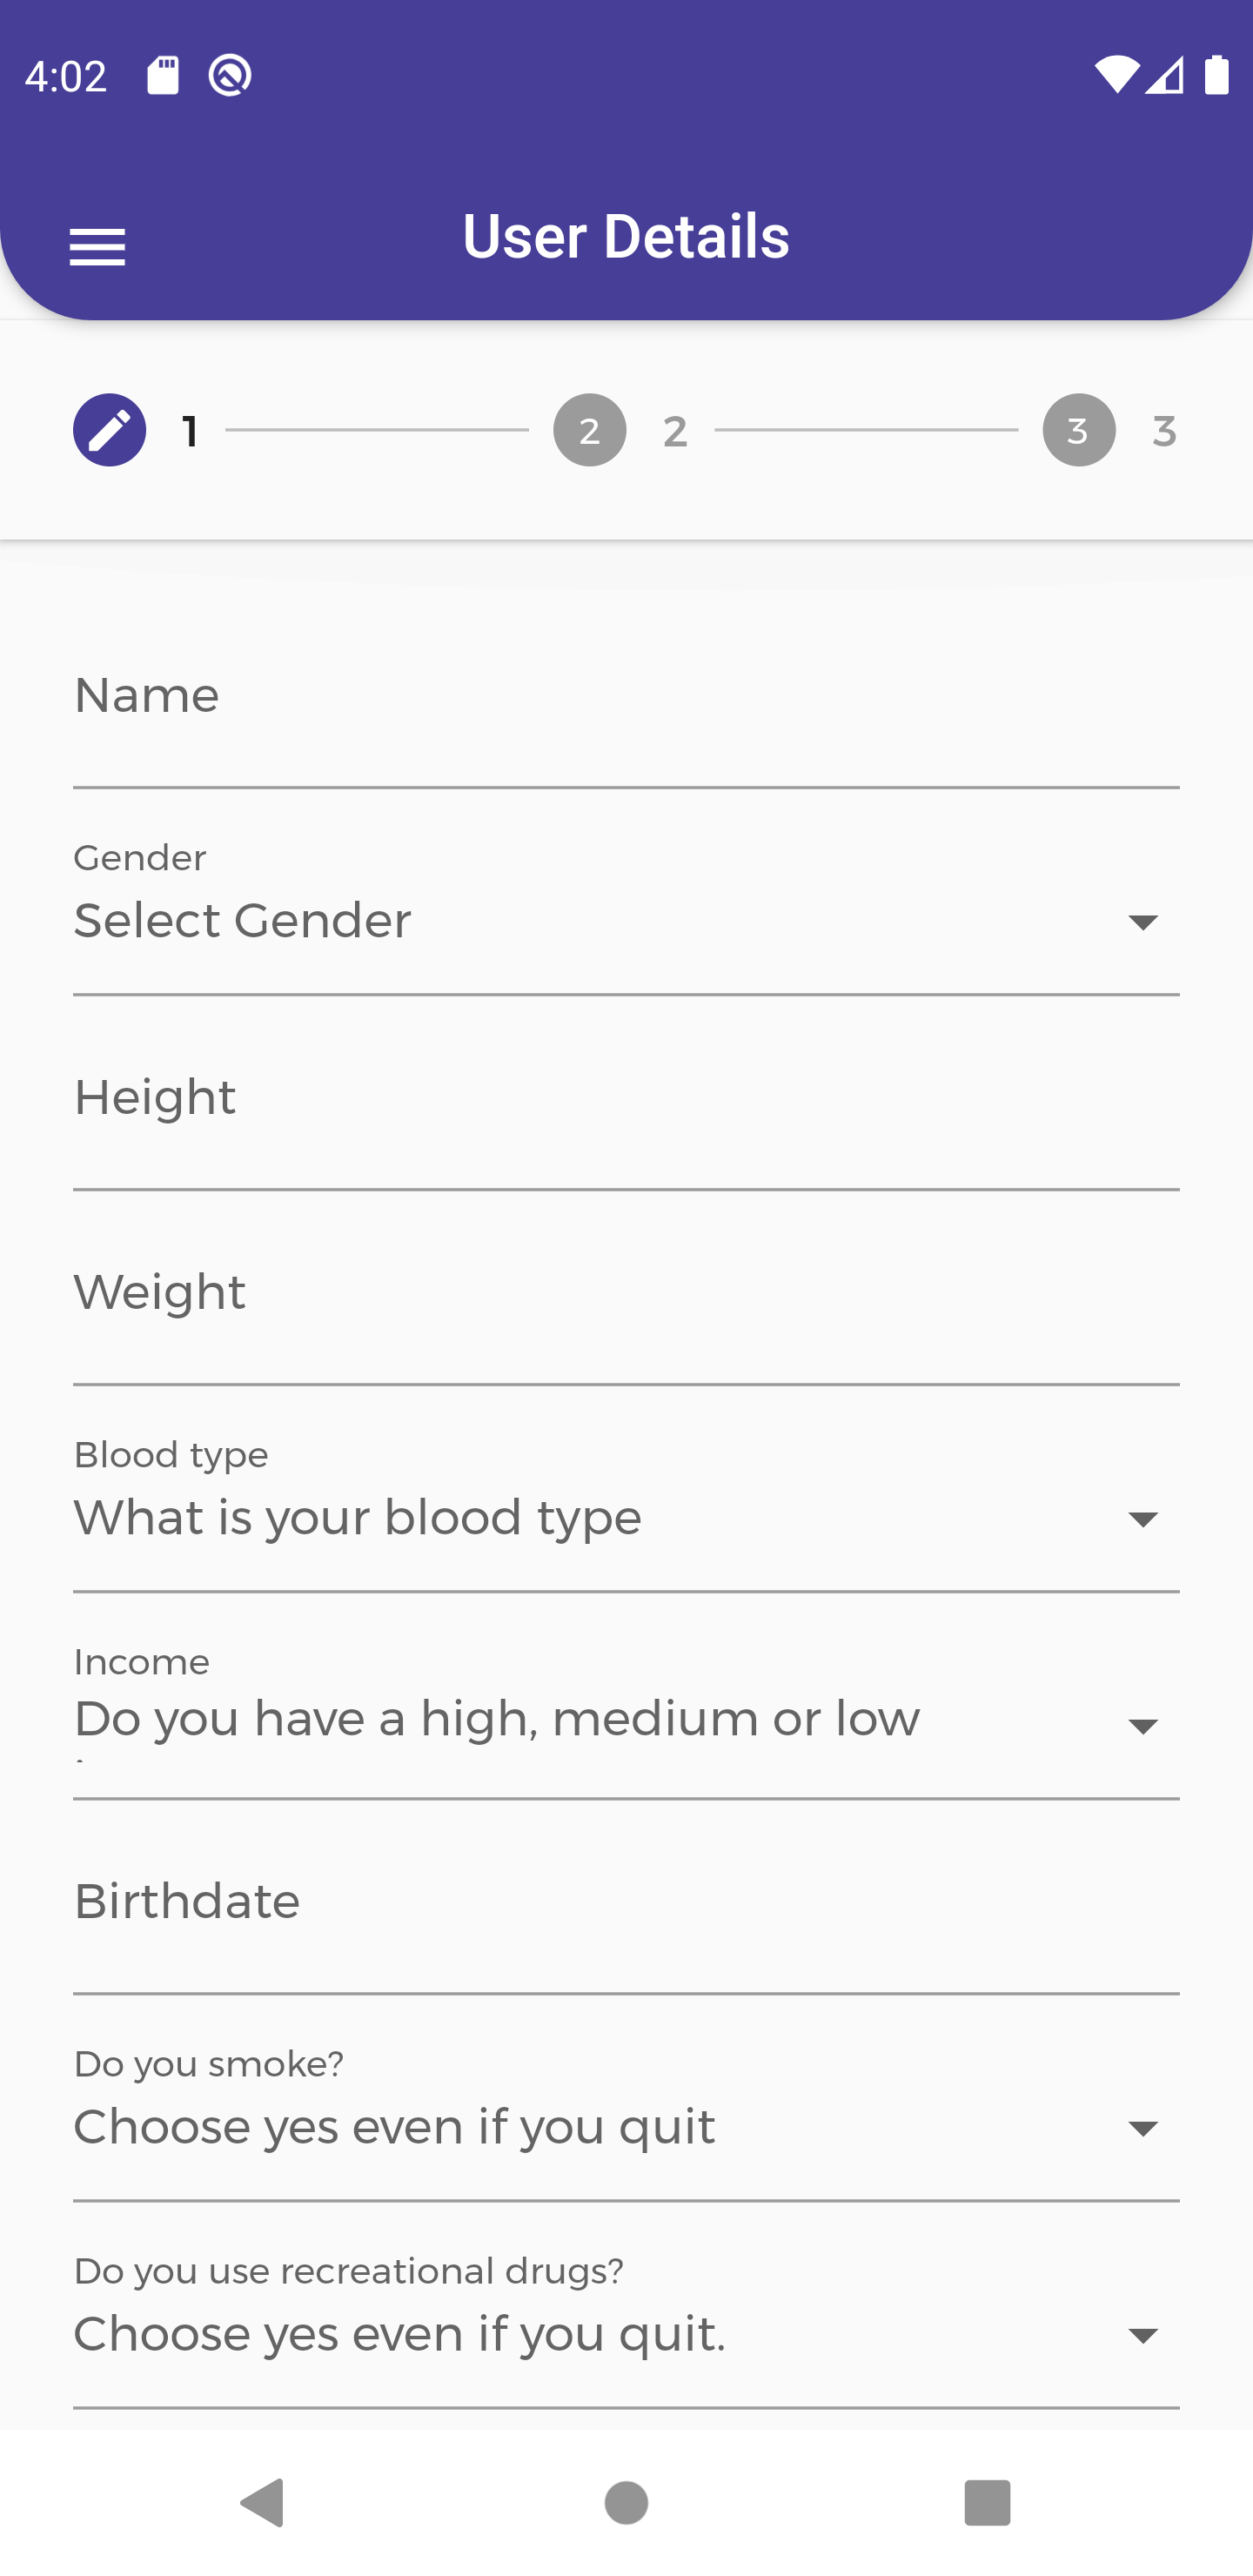 4:02
User Details
1
2 2
3 3
Name
Gender
Select Gender
Height
Weight
Blood type
What is your blood type
Income
Do you have a high, medium or low
Birthdate
Do you smoke?
Choose yes even if you quit
Do you use recreational drugs?
Choose yes even if you quit.